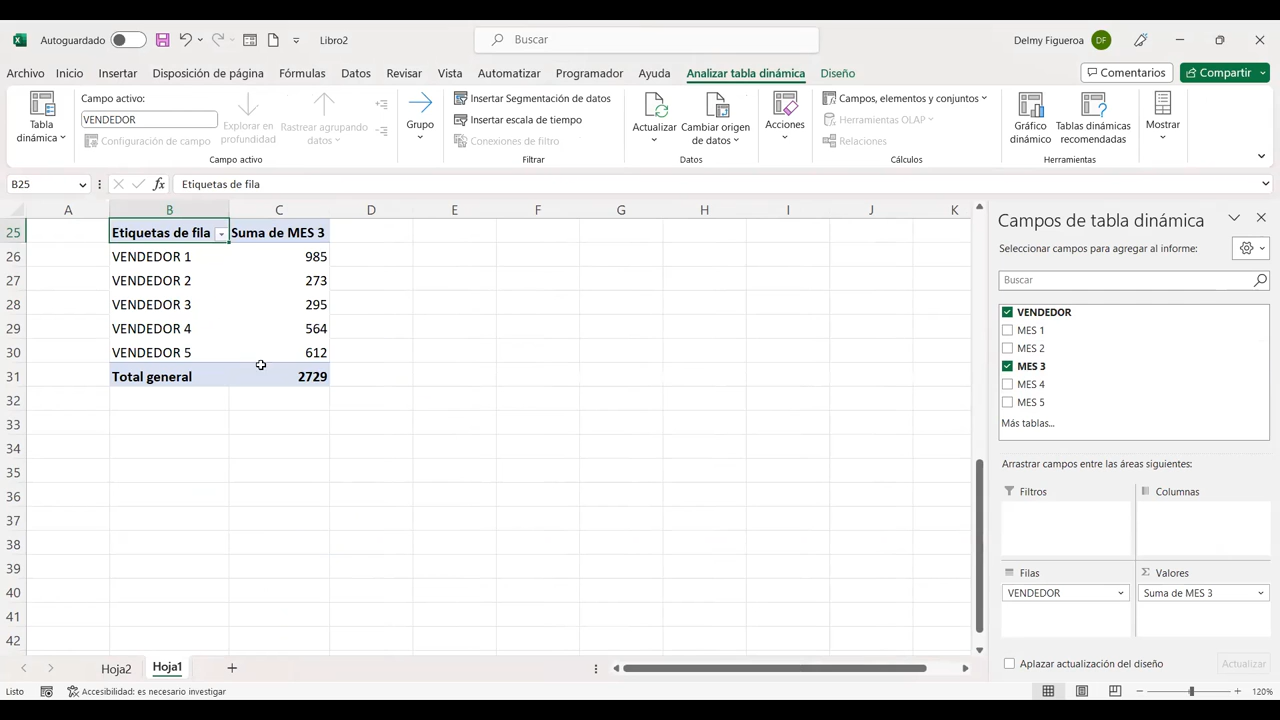 Autoguardado
Libro2
Buscar
Delmy Figueroa
DF
Archivo Inicio Insertar Disposición de página Fórmulas Datos Revisar Vista Automatizar Programador Ayuda Analizar tabla dinámica Diseño
Comentarios
Compartir
Tabla
dinámica
Campo activo:
VENDEDOR
Configuración de campo
Explorar en
profundidad
Rastrear agrupando
datos
Campo activo
Grupo
Insertar Segmentación de datos
Insertar escala de tiempo
Conexiones de filtro
Filtrar
Actualizar
Cambiar origen
de datos
Datos
Acciones
Campos, elementos y conjuntos
Herramientas OLAP
Relaciones
Cálculos
Gráfico
dinámico
Tablas dinámicas
recomendadas
Herramientas
Mostrar
B25
fx
Etiquetas de fila
A B C D E F G H I J K
25 Etiquetas de fila Suma de MES 3
26 VENDEDOR 1 985
27 VENDEDOR 2 273
28 VENDEDOR 3 295
29 VENDEDOR 4 564
30 VENDEDOR 5 612
31 Total general 2729
32
33
34
35
36
37
38
39
40
41
42
Campos de tabla dinámica
Seleccionar campos para agregar al informe:
Buscar
VENDEDOR
MES 1
MES 2
MES 3
MES 4
MES 5
Más tablas...
Arrastrar campos entre las áreas siguientes:
Filtros
Columnas
Filas
Σ Valores
VENDEDOR
Suma de MES 3
Aplazar actualización del diseño
Actualizar
Hoja2 Hoja1
Listo
Accesibilidad: es necesario investigar
120%